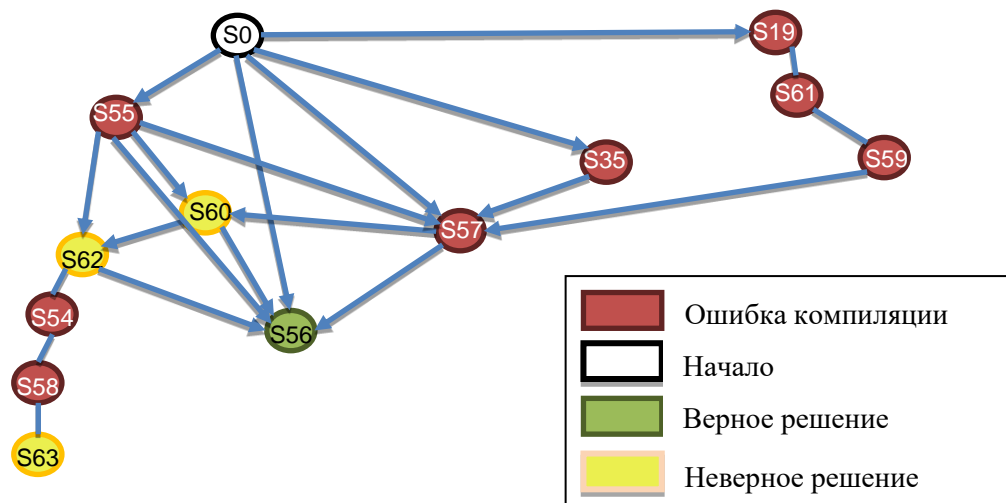 S0
S19
S61
S55
S35
S59
S60
S57
S62
S54
S56
S58
S63
Ошибка компиляции
Начало
Верное решение
Неверное решение